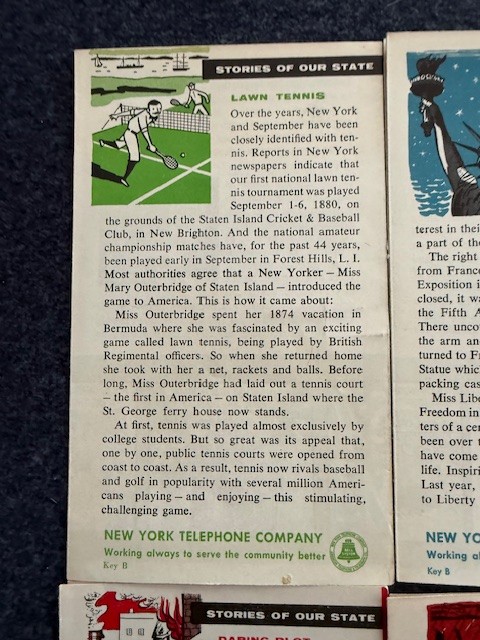 STORIES OF OUR STATE
LAWN TENNIS
Over the years, New York
and September have been
closely identified with ten-
nis. Reports in New York
newspapers indicate that
our first national lawn ten-
nis tournament was played
September 1-6, 1880, on
the grounds of the Staten Island Cricket & Baseball
Club, in New Brighton. And the national amateur
championship matches have, for the past 44 years,
been played early in September in Forest Hills, L. I.
Most authorities agree that a New Yorker – Miss
Mary Outerbridge of Staten Island – introduced the
game to America. This is how it came about:
Miss Outerbridge spent her 1874 vacation in
Bermuda where she was fascinated by an exciting
game called lawn tennis, being played by British
Regimental officers. So when she returned home
she took with her a net, rackets and balls. Before
long, Miss Outerbridge had laid out a tennis court
– the first in America – on Staten Island where the
St. George ferry house now stands.
At first, tennis was played almost exclusively by
college students. But so great was its appeal that,
one by one, public tennis courts were opened from
coast to coast. As a result, tennis now rivals baseball
and golf in popularity with several million Ameri-
cans playing – and enjoying – this stimulating,
challenging game.
NEW YORK TELEPHONE COMPANY
Working always to serve the community better
Key B
terest in thei
a part of the
The right
from France
Exposition i
closed, it wa
the Fifth A
There unco
the arm an
turned to Fr
Statue whic
packing cas
Miss Libe
Freedom in
ters of a cen
been over t
have come
life. Inspiri
Last year,
to Liberty
NEW YO
Working al
Key B
STORIES OF OUR STATE